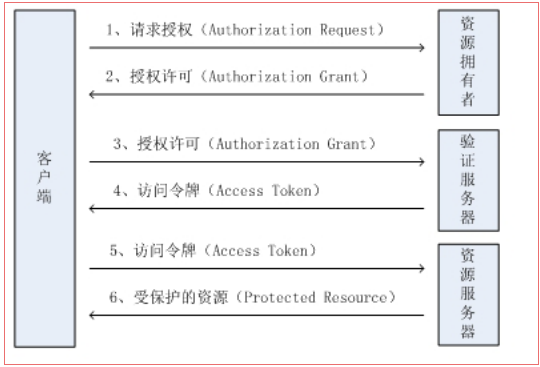 1、请求授权（Authorization Request）
资源拥有者
2、授权许可（Authorization Grant）
客户端
3、授权许可（Authorization Grant）
验证服务器
4、访问令牌（Access Token）
5、访问令牌（Access Token）
资源服务器
6、受保护的资源（Protected Resource）